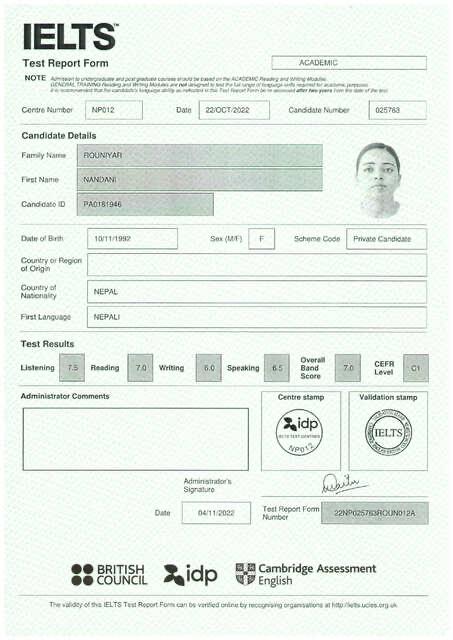 IELTS™
Test Report Form
ACADEMIC
NOTE Admission to undergraduate and post graduate courses should be based on the ACADEMIC Reading and Writing Modules.
GENERAL TRAINING Reading and Writing Modules are not designed to test the full range of language skills required for academic purposes.
It is recommended that the candidate's language ability as indicated in this Test Report Form be re-assessed after two years from the date of the test.
Centre Number NP012 Date 22/OCT/2022 Candidate Number 025763
Candidate Details
Family Name ROUNIYAR
First Name NANDANI
Candidate ID PA0181946
Date of Birth 10/11/1992 Sex (M/F) F Scheme Code Private Candidate
Country or Region
of Origin
Country of
Nationality NEPAL
First Language NEPALI
Test Results
Listening 7.5 Reading 7.0 Writing 6.0 Speaking 6.5 Overall Band Score 7.0 CEFR Level C1
Administrator Comments
Centre stamp
Validation stamp
idp
IELTS TEST CENTRES
NP012
IELTS
Administrator's
Signature
Date 04/11/2022
Test Report Form
Number 22NP025763ROUN012A
BRITISH
COUNCIL
idp
Cambridge Assessment
English
The validity of this IELTS Test Report Form can be verified online by recognising organisations at http://ielts.ucles.org.uk